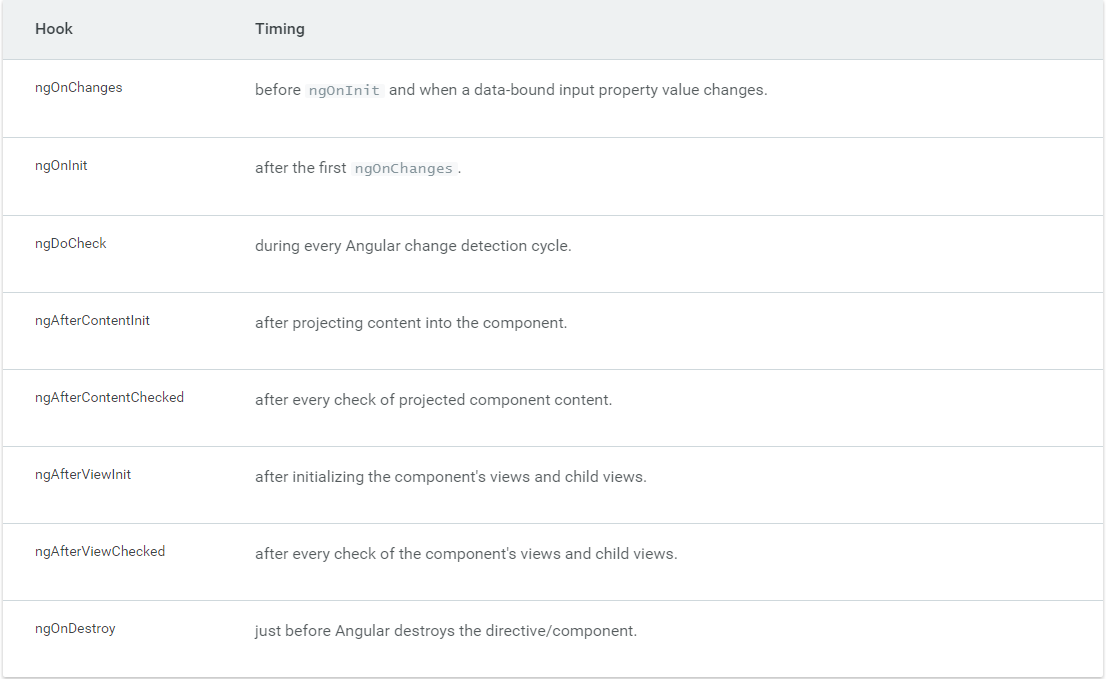 Hook Timing
ngOnChanges before ngOnInit and when a data-bound input property value changes.
ngOnInit after the first ngOnChanges .
ngDoCheck during every Angular change detection cycle.
ngAfterContentInit after projecting content into the component.
ngAfterContentChecked after every check of projected component content.
ngAfterViewInit after initializing the component's views and child views.
ngAfterViewChecked after every check of the component's views and child views.
ngOnDestroy just before Angular destroys the directive/component.